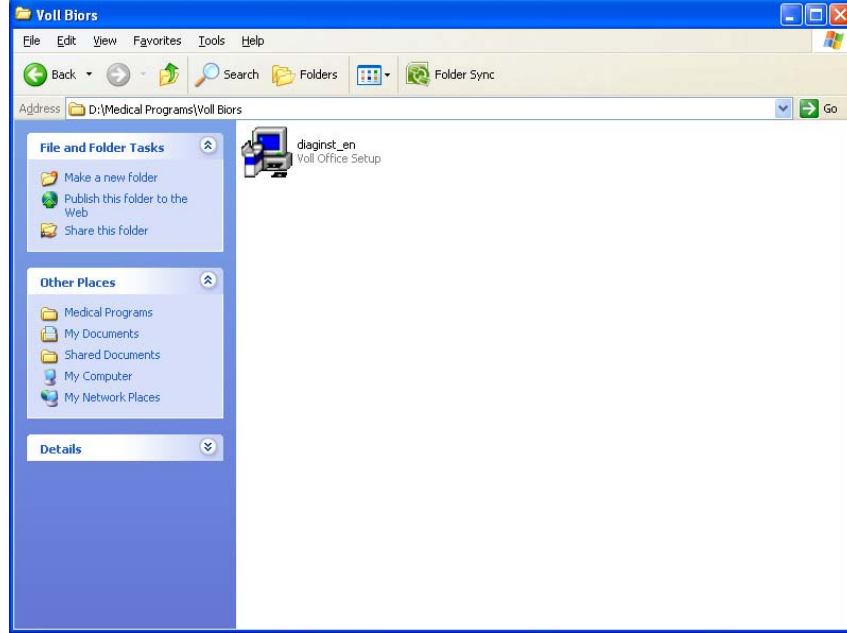 Voll Biors
File Edit View Favorites Tools Help
Back Search Folders Folder Sync
Address D:\Medical Programs\Voll Biors Go
File and Folder Tasks
Make a new folder
Publish this folder to the
Web
Share this folder
Other Places
Medical Programs
My Documents
Shared Documents
My Computer
My Network Places
Details
diaginst_en
Voll Office Setup